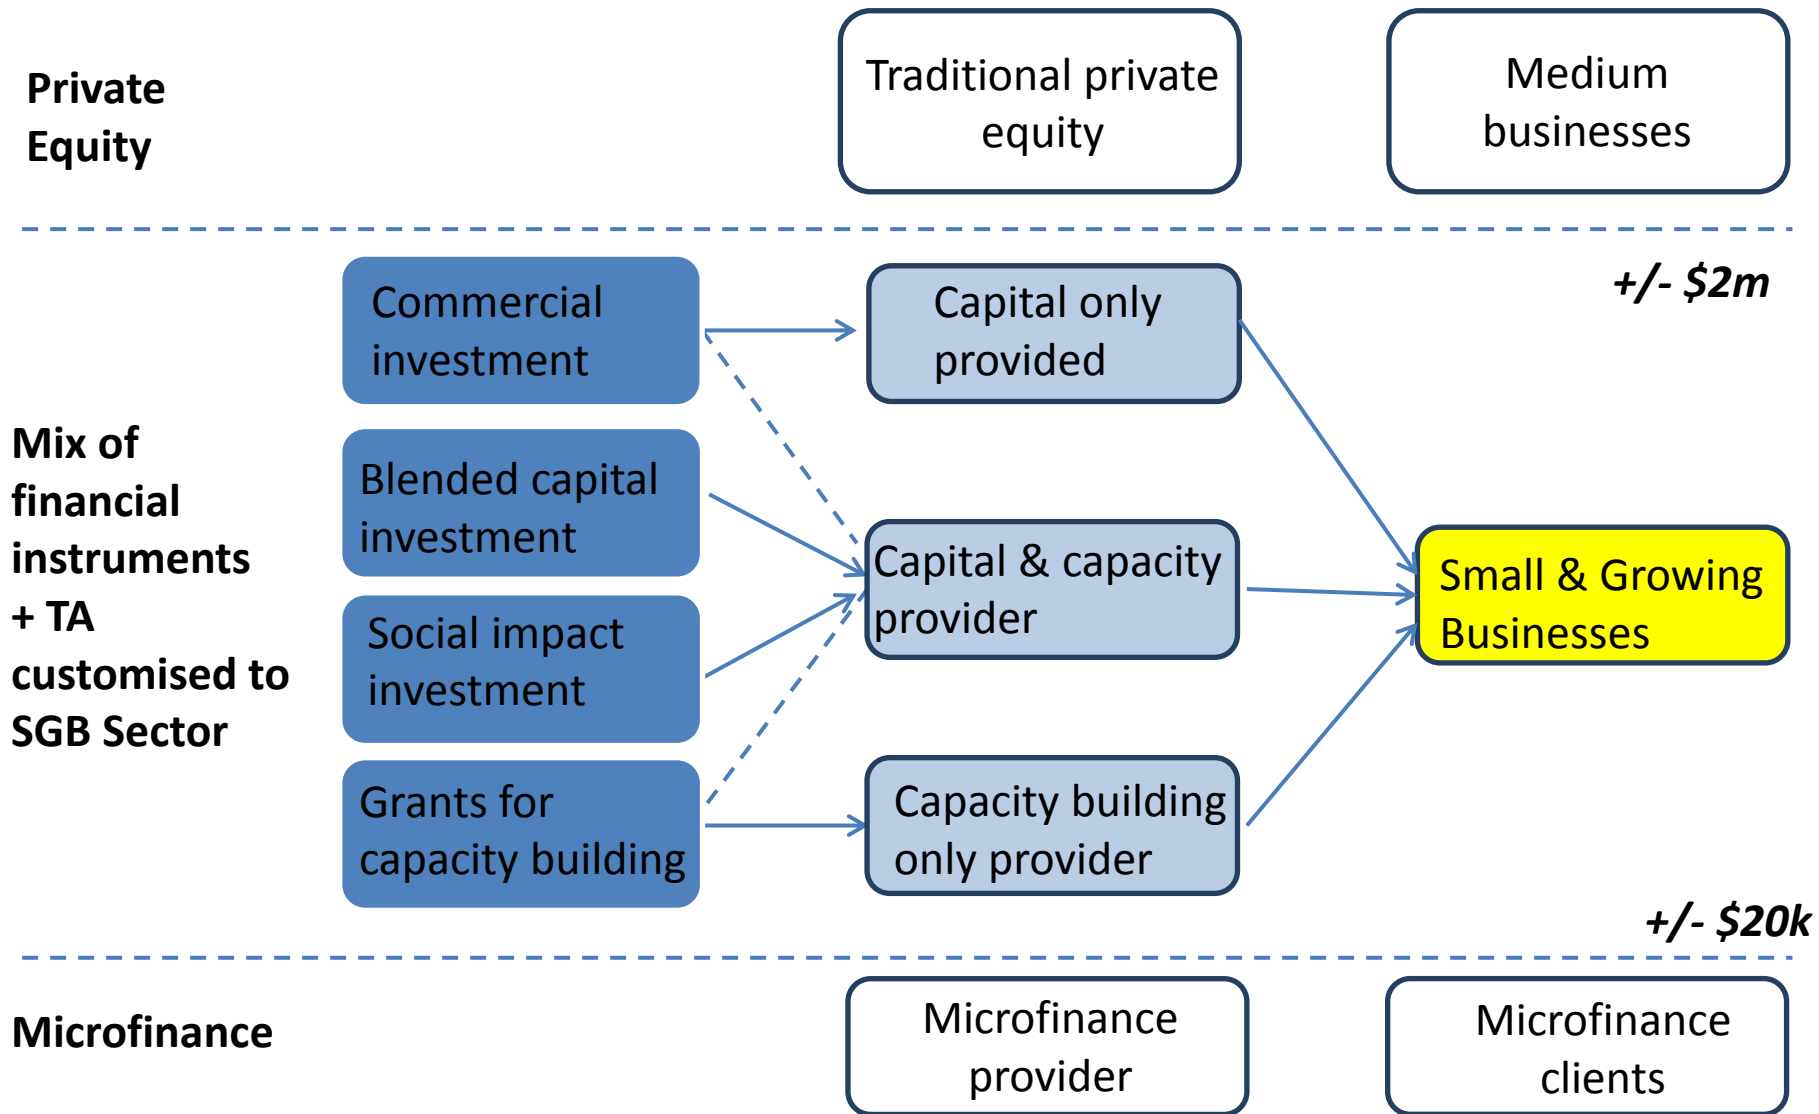 Private
Equity
Traditional private
equity
Medium
businesses
+/- $2m
Mix of
financial
instruments
+ TA
customised to
SGB Sector
Commercial
investment
Blended capital
investment
Social impact
investment
Grants for
capacity building
Capital only
provided
Capital & capacity
provider
Capacity building
only provider
Small & Growing
Businesses
+/- $20k
Microfinance
Microfinance
provider
Microfinance
clients